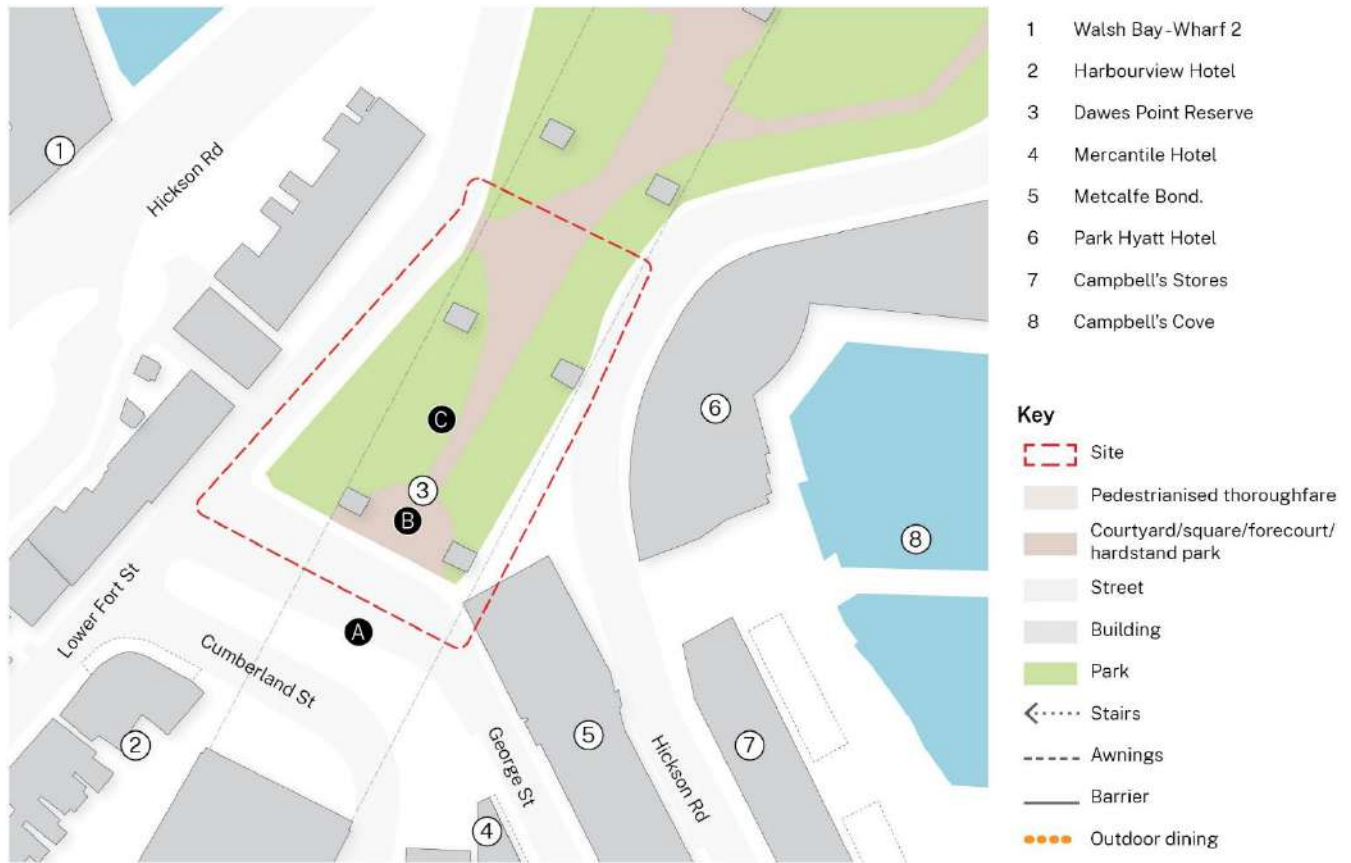 1 Walsh Bay - Wharf 2
2 Harbourview Hotel
3 Dawes Point Reserve
4 Mercantile Hotel
5 Metcalfe Bond.
6 Park Hyatt Hotel
7 Campbell's Stores
8 Campbell's Cove
Key
Site
Pedestrianised thoroughfare
Courtyard/square/forecourt/
hardstand park
Street
Building
Park
Stairs
Awnings
Barrier
Outdoor dining
1
Hickson Rd
C
6
3
B
8
Lower Fort St
A
Cumberland St
2
5
7
George St
Hickson Rd
4